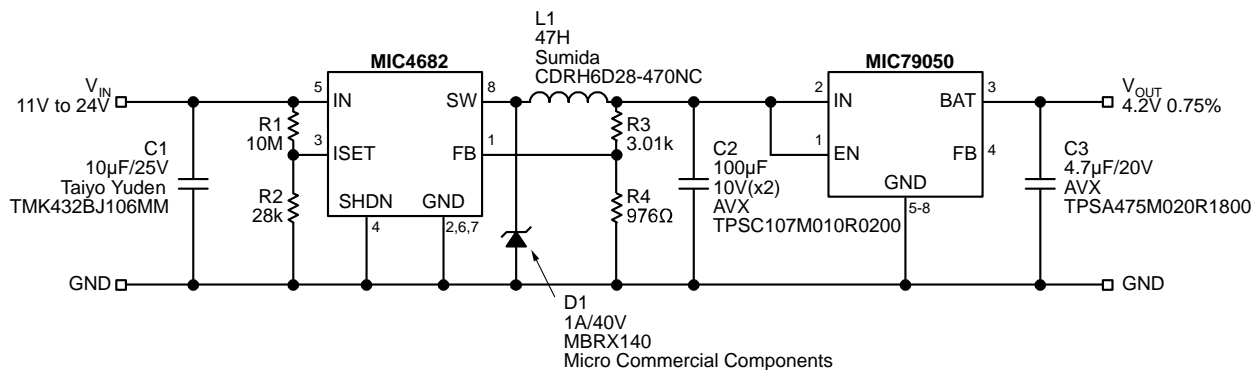 L1
47H
Sumida
CDRH6D28-470NC
MIC4682
MIC79050
VIN
11V to 24V
5
IN
SW
8
R1
10M
3
ISET
1
FB
R3
3.01k
2
IN
BAT
3
VOUT
4.2V 0.75%
1
EN
FB
4
C1
10µF/25V
Taiyo Yuden
TMK432BJ106MM
R2
28k
SHDN
GND
4
2,6,7
R4
976Ω
C2
100µF
10V(x2)
AVX
TPSC107M010R0200
GND
5-8
C3
4.7µF/20V
AVX
TPSA475M020R1800
GND
GND
D1
1A/40V
MBRX140
Micro Commercial Components